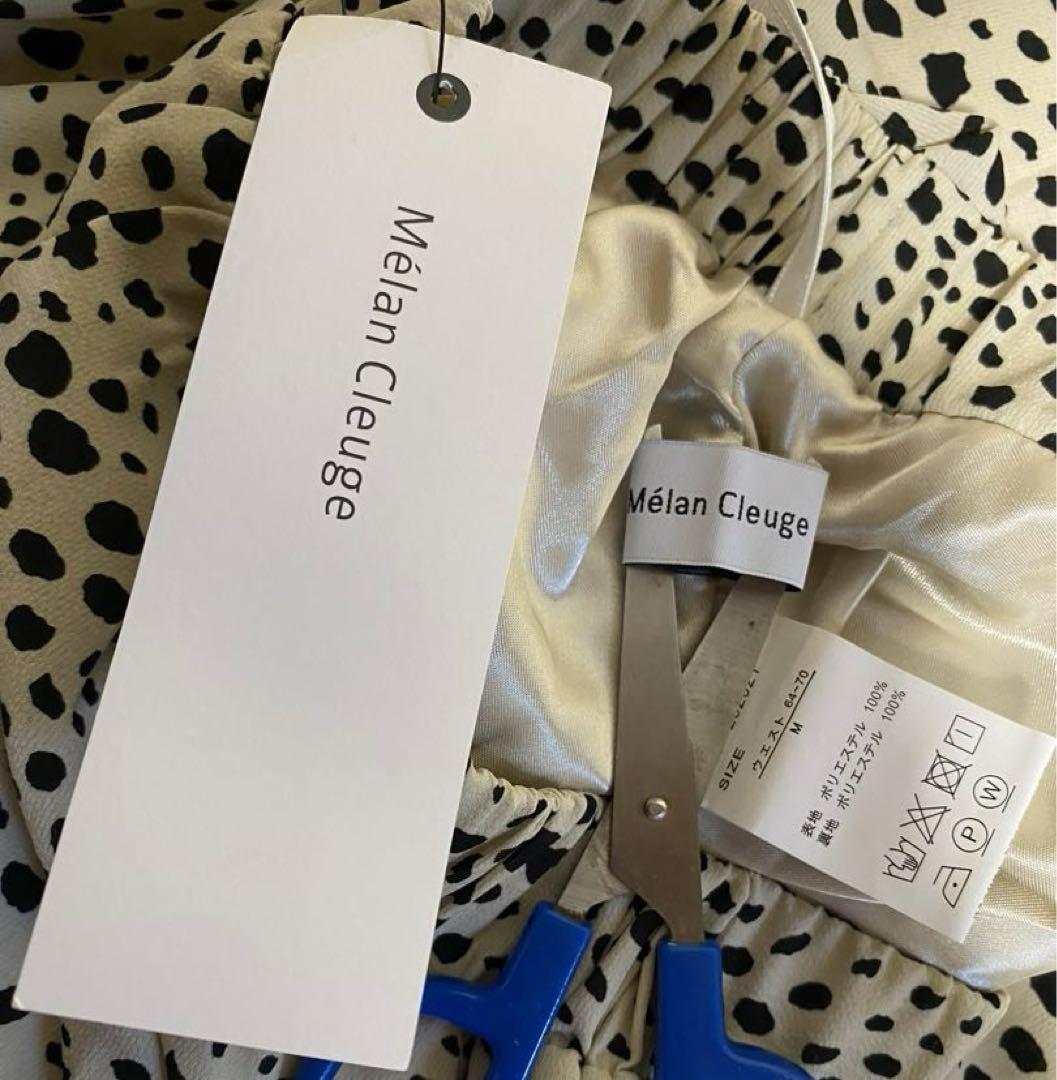 Mélan Cleuge
Mélan Cleuge
SIZE
ウエスト 64-70
M
表地 ポリエステル 100%
裏地 ポリエステル 100%
P
W